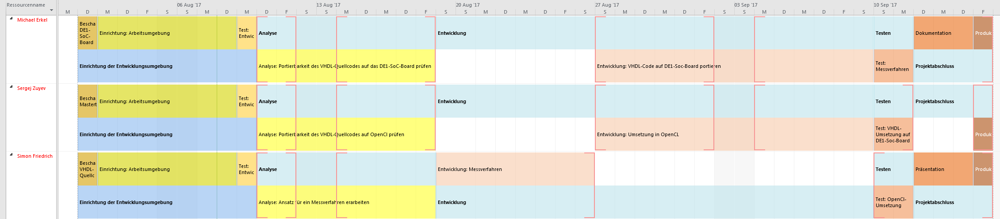 Ressourcenname
06 Aug '17 13 Aug '17 20 Aug '17 27 Aug '17 03 Sep '17 10 Sep '17
M D M D F S S M D M D F S M D M D F S S M D M D F S S M D M D F S S M D M D F S S M D M D F
Michael Erkel
Bescha
DE1-
SoC-
Board
Einrichtung: Arbeitsumgebung
Test:
Entwic
Analyse
Entwicklung
Testen
Dokumentation
Produk
Einrichtung der Entwicklungsumgebung
Analyse: Portierbarkeit des VHDL-Quellcodes auf das DE1-SoC-Board prüfen
Entwicklung: VHDL-Code auf DE1-Soc-Board portieren
Test:
Messverfahren
Projektabschluss
Sergej Zuyev
Bescha
Mastert
Einrichtung: Arbeitsumgebung
Test:
Entwic
Analyse
Entwicklung
Testen
Projektabschluss
Einrichtung der Entwicklungsumgebung
Analyse: Portierbarkeit des VHDL-Quellcodes auf OpenCl prüfen
Entwicklung: Umsetzung in OpenCL
Test: VHDL-
Umsetzung auf
DE1-Soc-Board
Produk
Simon Friedrich
Bescha
VHDL-
Quellc
Einrichtung: Arbeitsumgebung
Test:
Entwic
Analyse
Entwicklung: Messverfahren
Testen
Präsentation
Produk
Einrichtung der Entwicklungsumgebung
Analyse: Ansatz für ein Messverfahren erarbeiten
Entwicklung
Test: OpenCl-
Umsetzung
Projektabschluss